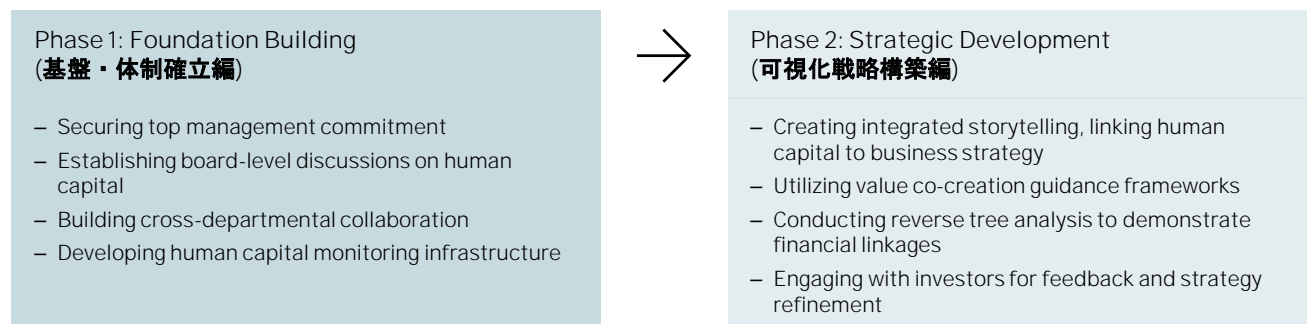 Phase 1: Foundation Building
(基盤・体制確立編)
– Securing top management commitment
– Establishing board-level discussions on human
capital
– Building cross-departmental collaboration
– Developing human capital monitoring infrastructure
Phase 2: Strategic Development
(可視化戦略構築編)
– Creating integrated storytelling, linking human
capital to business strategy
– Utilizing value co-creation guidance frameworks
– Conducting reverse tree analysis to demonstrate
financial linkages
– Engaging with investors for feedback and strategy
refinement